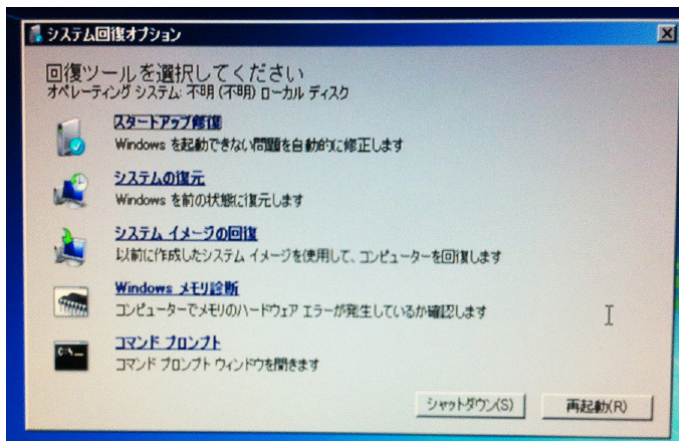 システム回復オプション
回復ツールを選択してください
オペレーティング システム: 不明 (不明) ローカル ディスク
スタートアップ修復
Windows を起動できない問題を自動的に修正します
システムの復元
Windows を前の状態に復元します
システム イメージの回復
以前に作成したシステム イメージを使用して、コンピューターを回復します
Windows メモリ診断
コンピューターでメモリのハードウェア エラーが発生しているか確認します
C:\_
コマンド プロンプト
コマンド プロンプト ウィンドウを開きます
シャットダウン(S) 再起動(R)